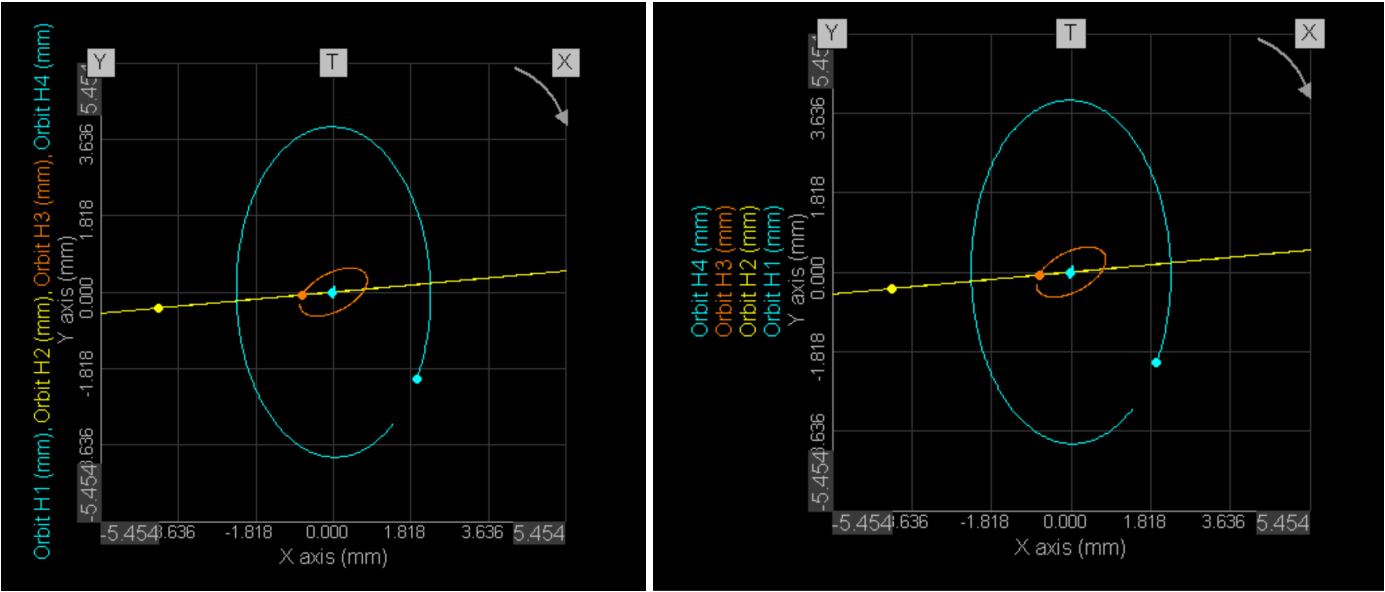 Orbit H1 (mm), Orbit H2 (mm), Orbit H3 (mm), Orbit H4 (mm)
Y axis (mm)
Y
T
X
5.454
3.636
1.818
0.000
-1.818
3.636
-5.454
-5.454 3.636 -1.818 0.000 1.818 3.636 5.454
X axis (mm)
Orbit H4 (mm)
Orbit H3 (mm)
Orbit H2 (mm)
Orbit H1 (mm)
Y axis (mm)
Y
T
X
5.45
3.636
1.818
0.000
-1.818
3.636
-5.454
-5.454 .636 -1.818 0.000 1.818 3.636 5.454
X axis (mm)